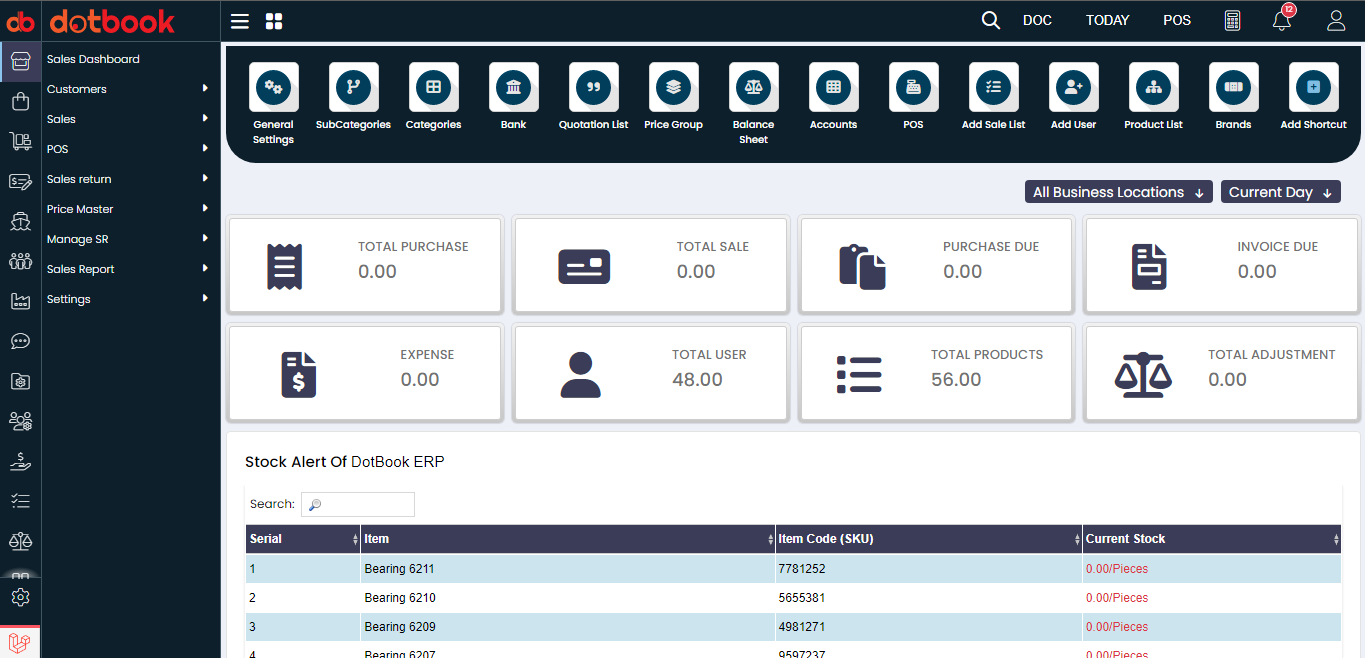 db dotbook
DOC TODAY POS 12
Sales Dashboard
Customers
Sales
POS
Sales return
Price Master
Manage SR
Sales Report
Settings
General Settings
SubCategories
Categories
Bank
Quotation List
Price Group
Balance Sheet
Accounts
POS
Add Sale List
Add User
Product List
Brands
Add Shortcut
All Business Locations ↓ Current Day ↓
TOTAL PURCHASE
0.00
TOTAL SALE
0.00
PURCHASE DUE
0.00
INVOICE DUE
0.00
EXPENSE
0.00
TOTAL USER
48.00
TOTAL PRODUCTS
56.00
TOTAL ADJUSTMENT
0.00
Stock Alert Of DotBook ERP
Search:
Serial Item Item Code (SKU) Current Stock
1 Bearing 6211 7781252 0.00/Pieces
2 Bearing 6210 5655381 0.00/Pieces
3 Bearing 6209 4981271 0.00/Pieces
4 Bearing 6207 9597237 0.00/Pieces